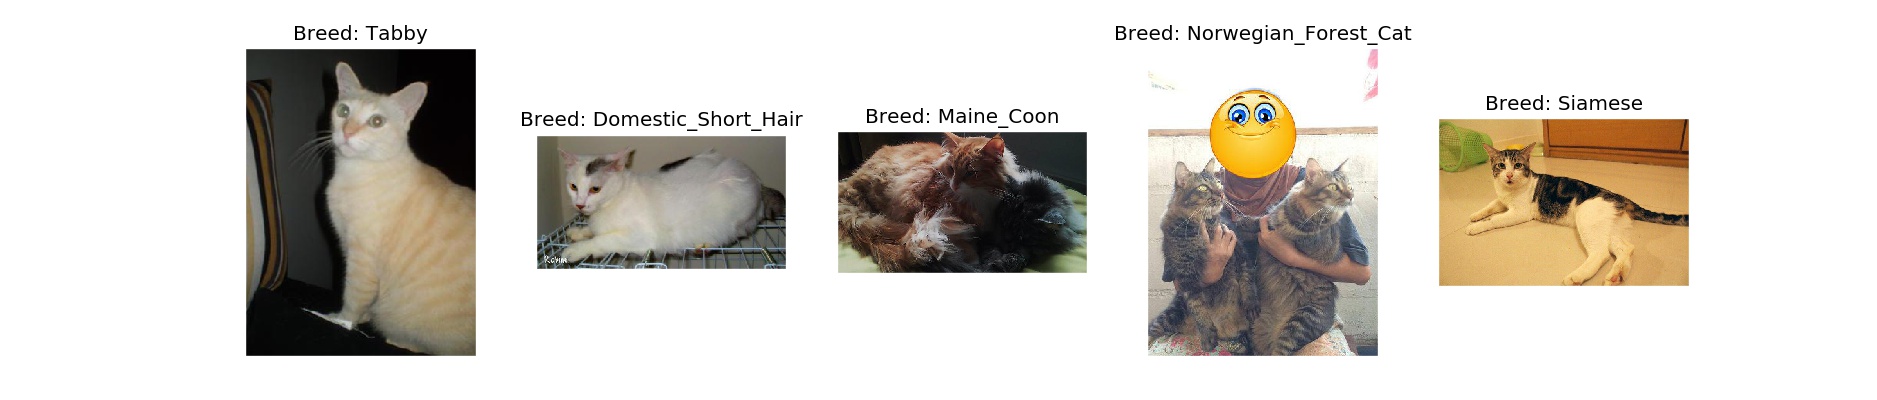 Breed: Tabby
Breed: Domestic_Short_Hair
Breed: Maine_Coon
Breed: Norwegian_Forest_Cat
Breed: Siamese